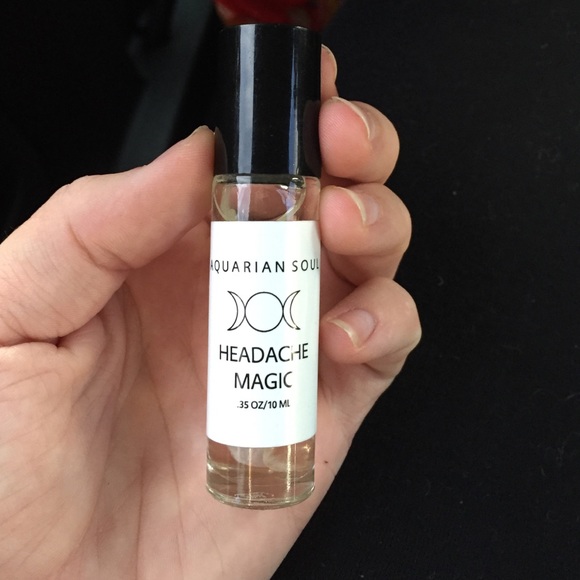 AQUARIAN SOUL
HEADACHE
MAGIC
.35 OZ/10 ML